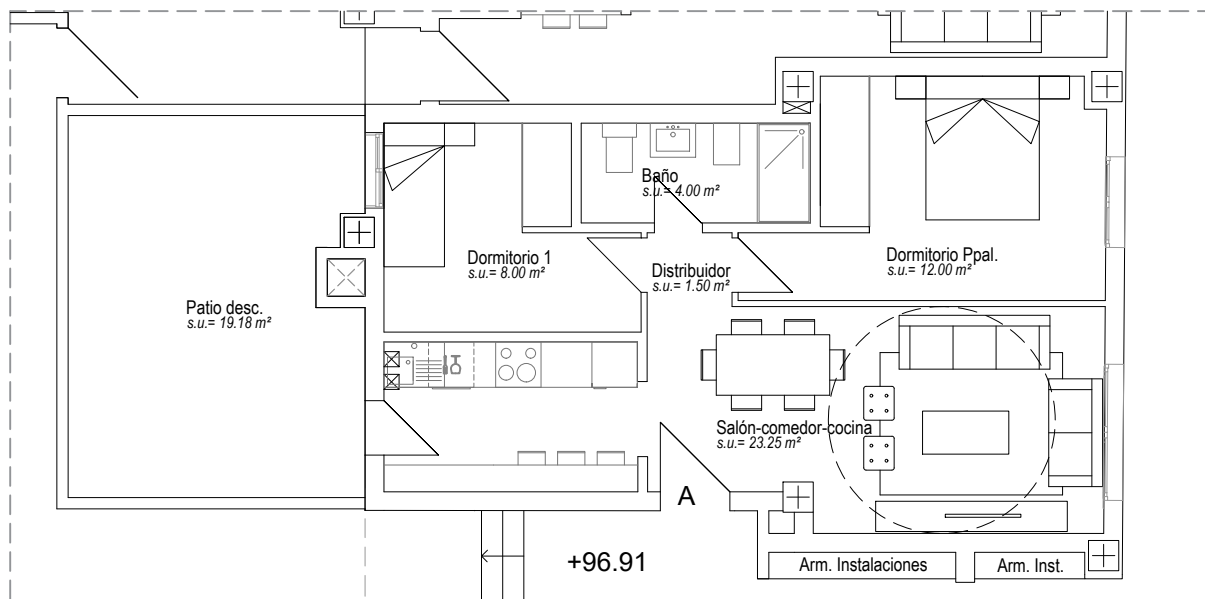 Baño
s.u.= 4.00 m²
Dormitorio 1
s.u.= 8.00 m²
Distribuidor
s.u.= 1.50 m²
Dormitorio Ppal.
s.u.= 12.00 m²
Patio desc.
s.u.= 19.18 m²
Salón-comedor-cocina
s.u.= 23.25 m²
A
+96.91
Arm. Instalaciones
Arm. Inst.